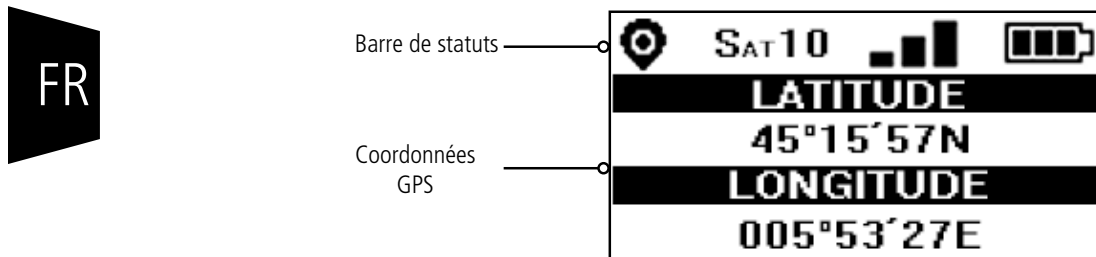 FR
Barre de statuts
SAT10
LATITUDE
45°15´57N
Coordonnées
GPS
LONGITUDE
005°53´27E